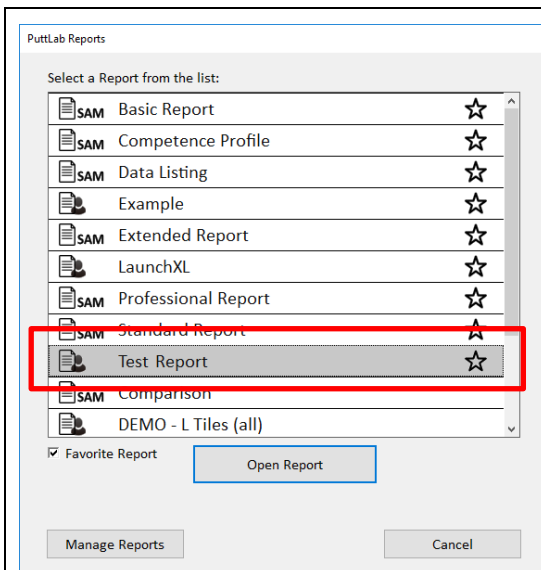 PuttLab Reports
Select a Report from the list:
SAM Basic Report
SAM Competence Profile
SAM Data Listing
Example
SAM Extended Report
LaunchXL
SAM Professional Report
SAM Standard Report
Test Report
SAM Comparison
DEMO - L Tiles (all)
Favorite Report
Open Report
Manage Reports Cancel